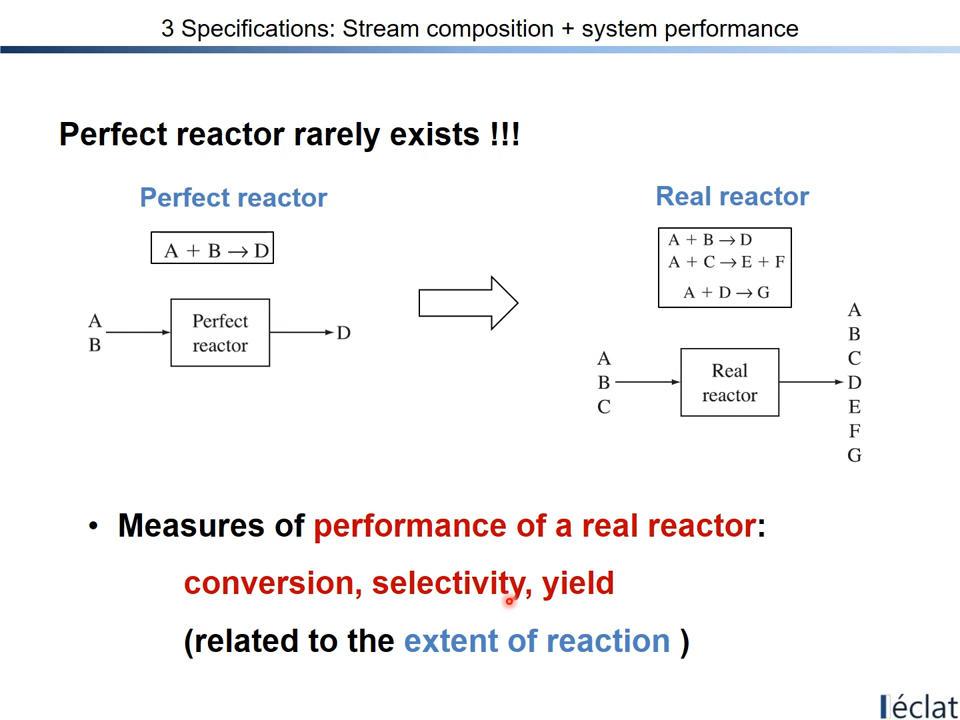 3 Specifications: Stream composition + system performance
Perfect reactor rarely exists !!!
Perfect reactor
A + B → D
A
B
Perfect
reactor
D
Real reactor
A + B → D
A + C → E + F
A + D → G
A
B
C
Real
reactor
A
B
C
D
E
F
G
• Measures of performance of a real reactor:
conversion, selectivity, yield
(related to the extent of reaction )
léclat